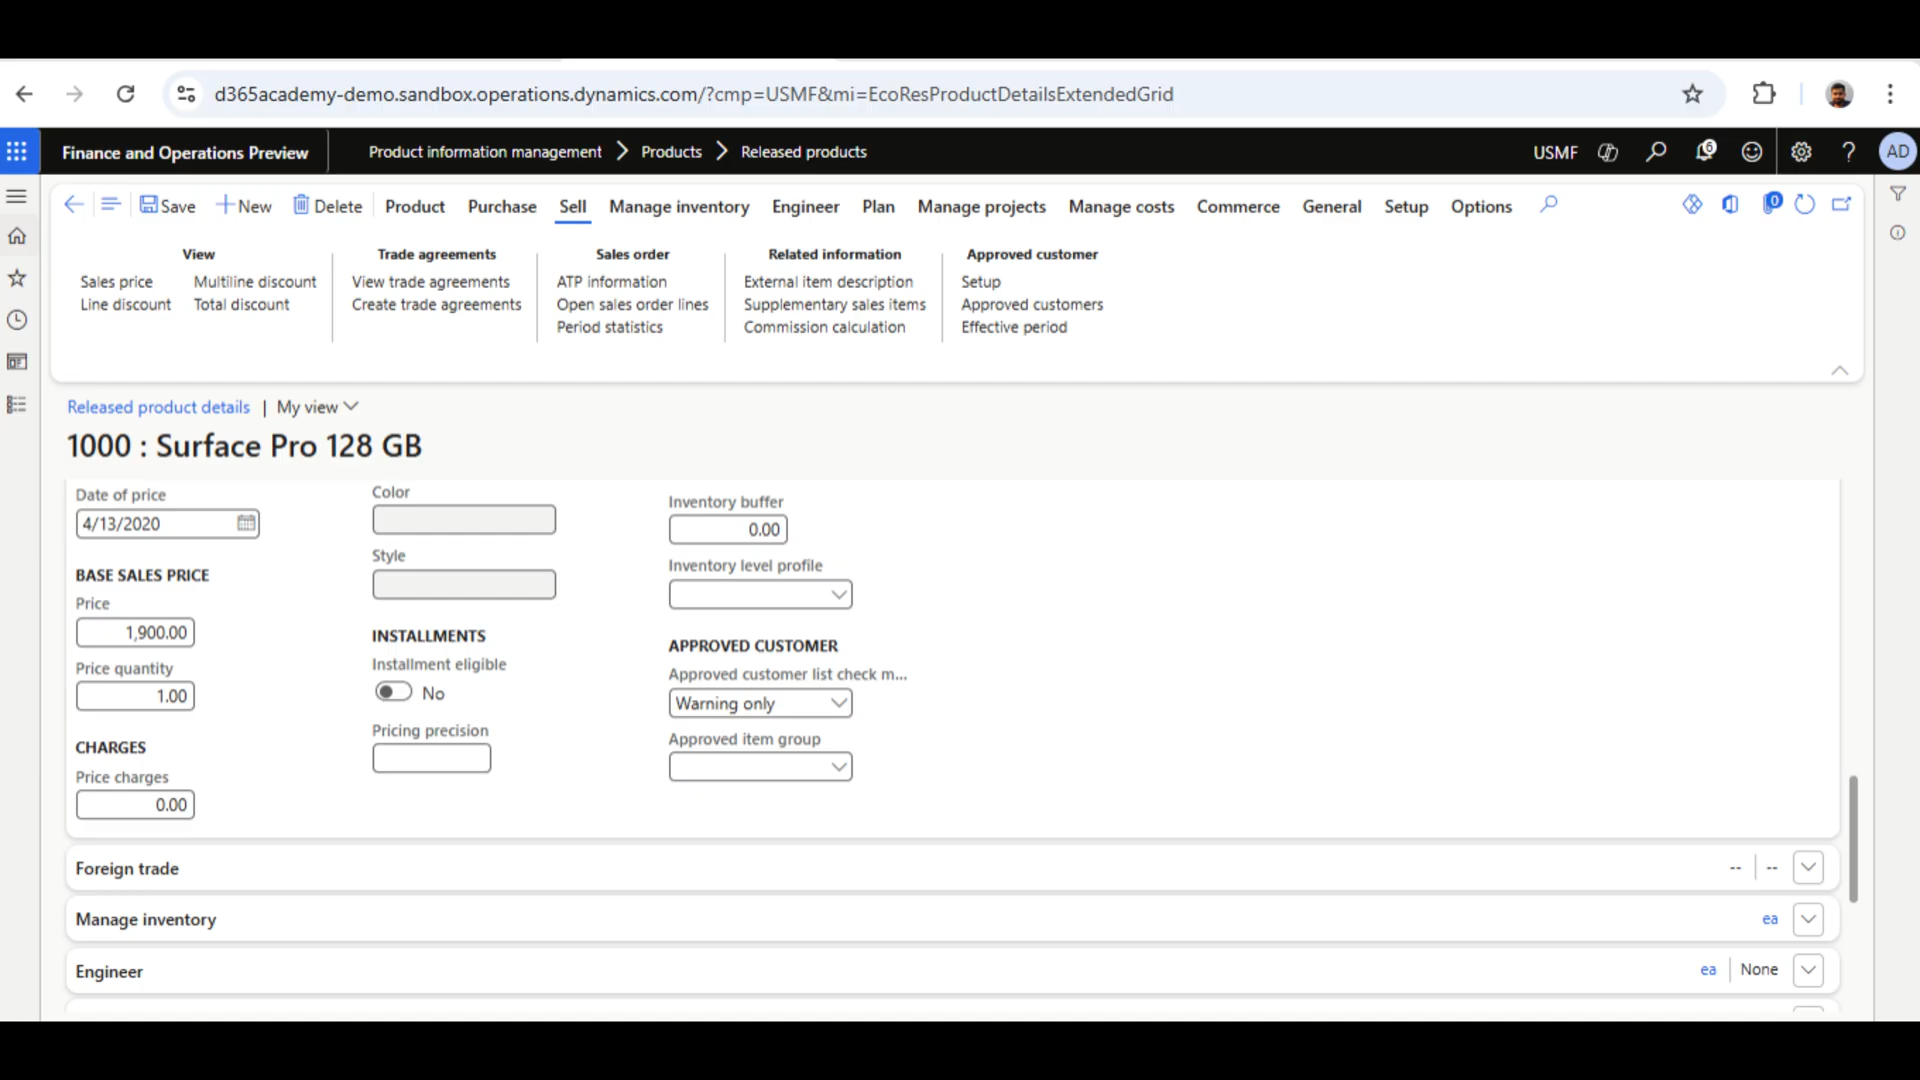 d365academy-demo.sandbox.operations.dynamics.com/?cmp=USMF&mi=EcoResProductDetailsExtendedGrid
Finance and Operations Preview
Product information management > Products > Released products
USMF
6
?
AD
Save
New
Delete
Product
Purchase
Sell
Manage inventory
Engineer
Plan
Manage projects
Manage costs
Commerce
General
Setup
Options
0
View
Sales price
Multiline discount
Line discount
Total discount
Trade agreements
View trade agreements
Create trade agreements
Sales order
ATP information
Open sales order lines
Period statistics
Related information
External item description
Supplementary sales items
Commission calculation
Approved customer
Setup
Approved customers
Effective period
Released product details | My view
1000 : Surface Pro 128 GB
Date of price
4/13/2020
BASE SALES PRICE
Price
1,900.00
Price quantity
1.00
CHARGES
Price charges
0.00
Color
Style
INSTALLMENTS
Installment eligible
No
Pricing precision
Inventory buffer
0.00
Inventory level profile
APPROVED CUSTOMER
Approved customer list check m...
Warning only
Approved item group
Foreign trade
-- | --
Manage inventory
ea
Engineer
ea | None